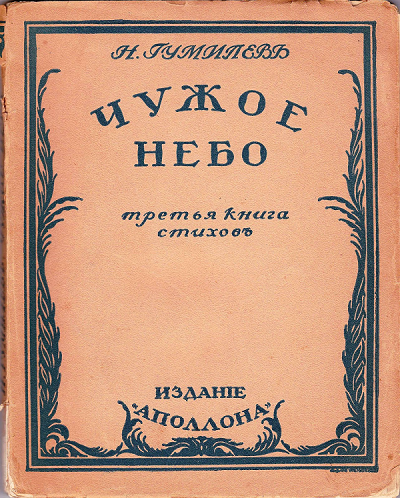 Н. ГУМИЛЕВЪ
ЧУЖОЕ
НЕБО
третья книга
стиховъ
ИЗДАНІЕ
„АПОЛЛОНА"